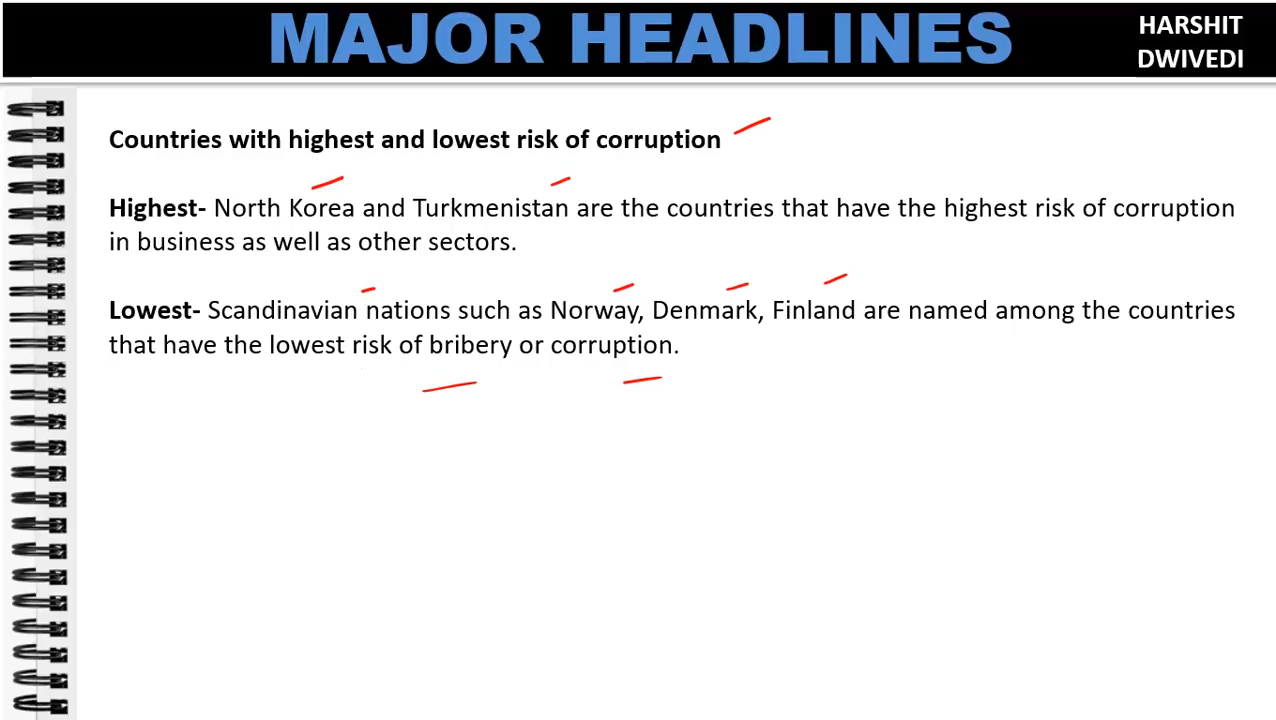 MAJOR HEADLINES
HARSHIT
DWIVEDI
Countries with highest and lowest risk of corruption
Highest- North Korea and Turkmenistan are the countries that have the highest risk of corruption
in business as well as other sectors.
Lowest- Scandinavian nations such as Norway, Denmark, Finland are named among the countries
that have the lowest risk of bribery or corruption.